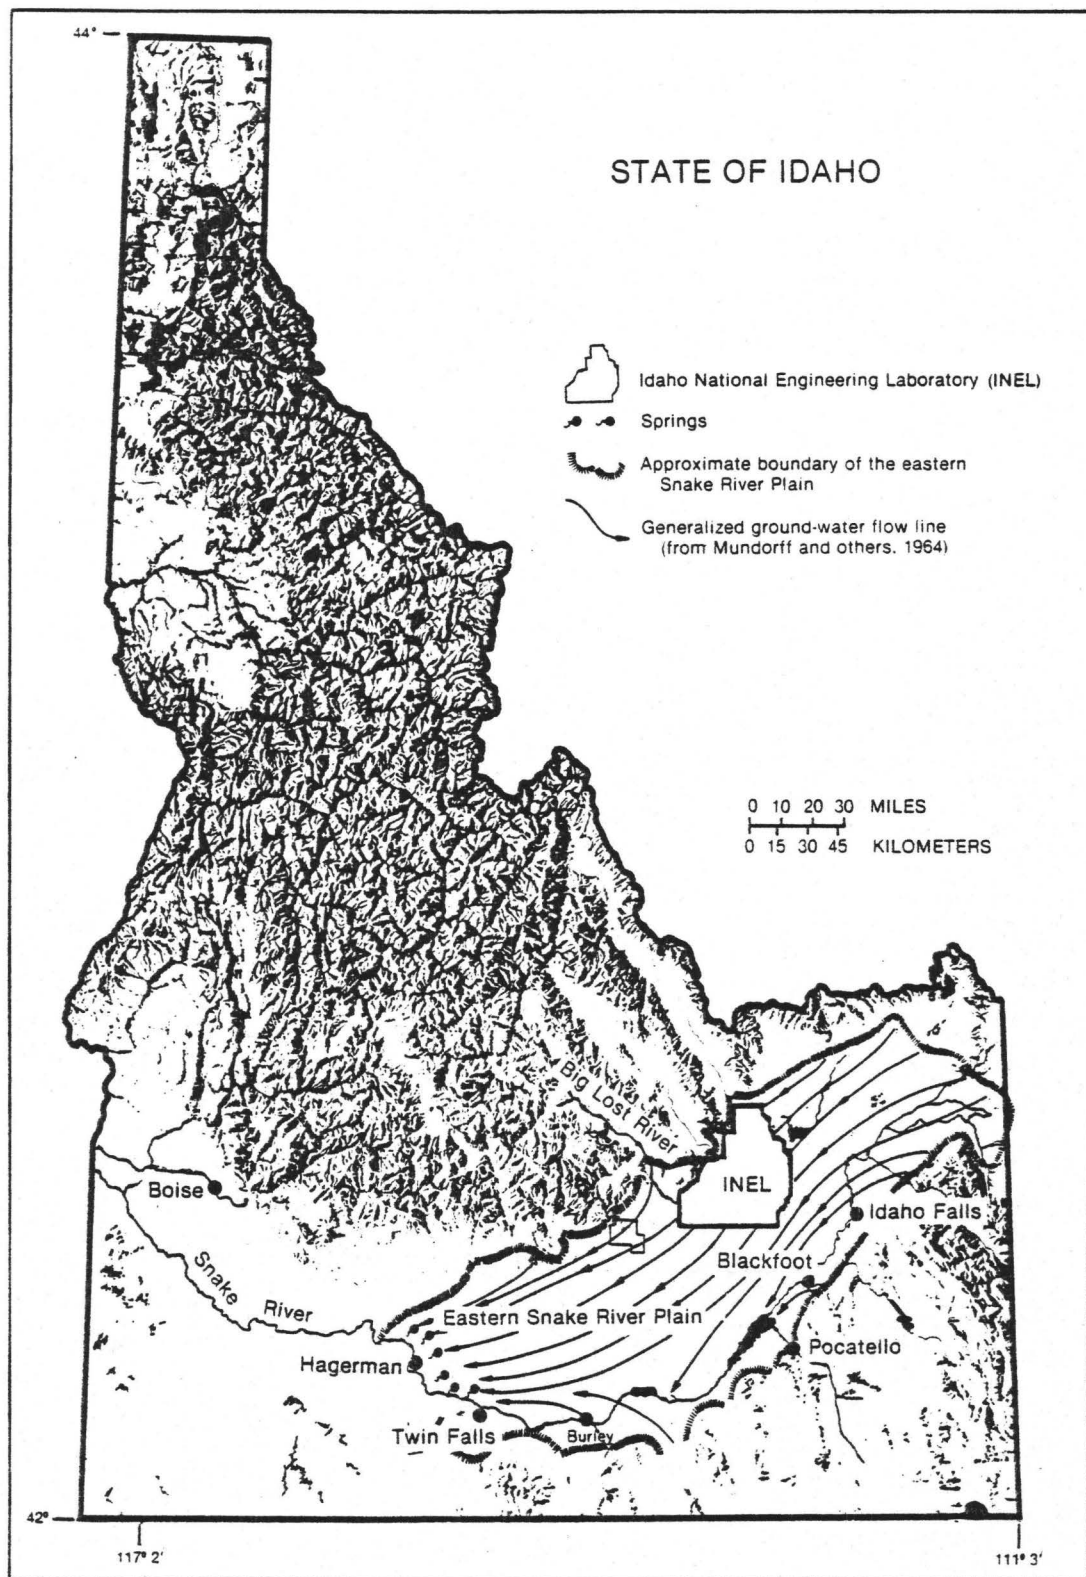 44°
STATE OF IDAHO
Idaho National Engineering Laboratory (INEL)
Springs
Approximate boundary of the eastern
Snake River Plain
Generalized ground-water flow line
(from Mundorff and others. 1964)
0 10 20 30 MILES
0 15 30 45 KILOMETERS
Big Lost River
INEL
Boise
Idaho Falls
Blackfoot
Snake River
Eastern Snake River Plain
Pocatello
Hagerman
Twin Falls
Burley
42°
117° 2'
111° 3'